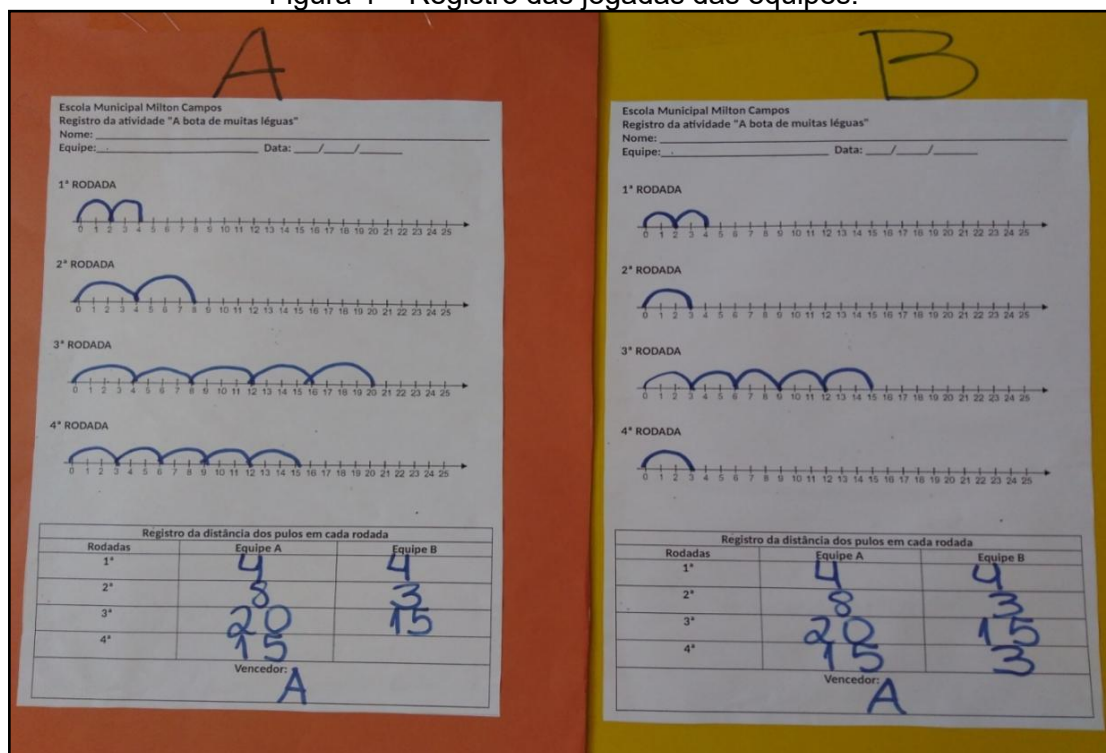 Figura 4 – Registro das jogadas das equipes.
A
Escola Municipal Milton Campos
Registro da atividade "A bota de muitas léguas"
Nome:
Equipe: Data: / /
1ª RODADA
0 1 2 3 4 5 6 7 8 9 10 11 12 13 14 15 16 17 18 19 20 21 22 23 24 25
2ª RODADA
0 1 2 3 4 5 6 7 8 9 10 11 12 13 14 15 16 17 18 19 20 21 22 23 24 25
3ª RODADA
0 1 2 3 4 5 6 7 8 9 10 11 12 13 14 15 16 17 18 19 20 21 22 23 24 25
4ª RODADA
0 1 2 3 4 5 6 7 8 9 10 11 12 13 14 15 16 17 18 19 20 21 22 23 24 25
Registro da distância dos pulos em cada rodada
Rodadas Equipe A Equipe B
1ª 4 4
2ª 8 3
3ª 20 15
4ª 15
Vencedor: A
B
Escola Municipal Milton Campos
Registro da atividade "A bota de muitas léguas"
Nome:
Equipe: Data: / /
1ª RODADA
0 1 2 3 4 5 6 7 8 9 10 11 12 13 14 15 16 17 18 19 20 21 22 23 24 25
2ª RODADA
0 1 2 3 4 5 6 7 8 9 10 11 12 13 14 15 16 17 18 19 20 21 22 23 24 25
3ª RODADA
0 1 2 3 4 5 6 7 8 9 10 11 12 13 14 15 16 17 18 19 20 21 22 23 24 25
4ª RODADA
0 1 2 3 4 5 6 7 8 9 10 11 12 13 14 15 16 17 18 19 20 21 22 23 24 25
Registro da distância dos pulos em cada rodada
Rodadas Equipe A Equipe B
1ª 4 4
2ª 8 3
3ª 20 15
4ª 15 3
Vencedor: A